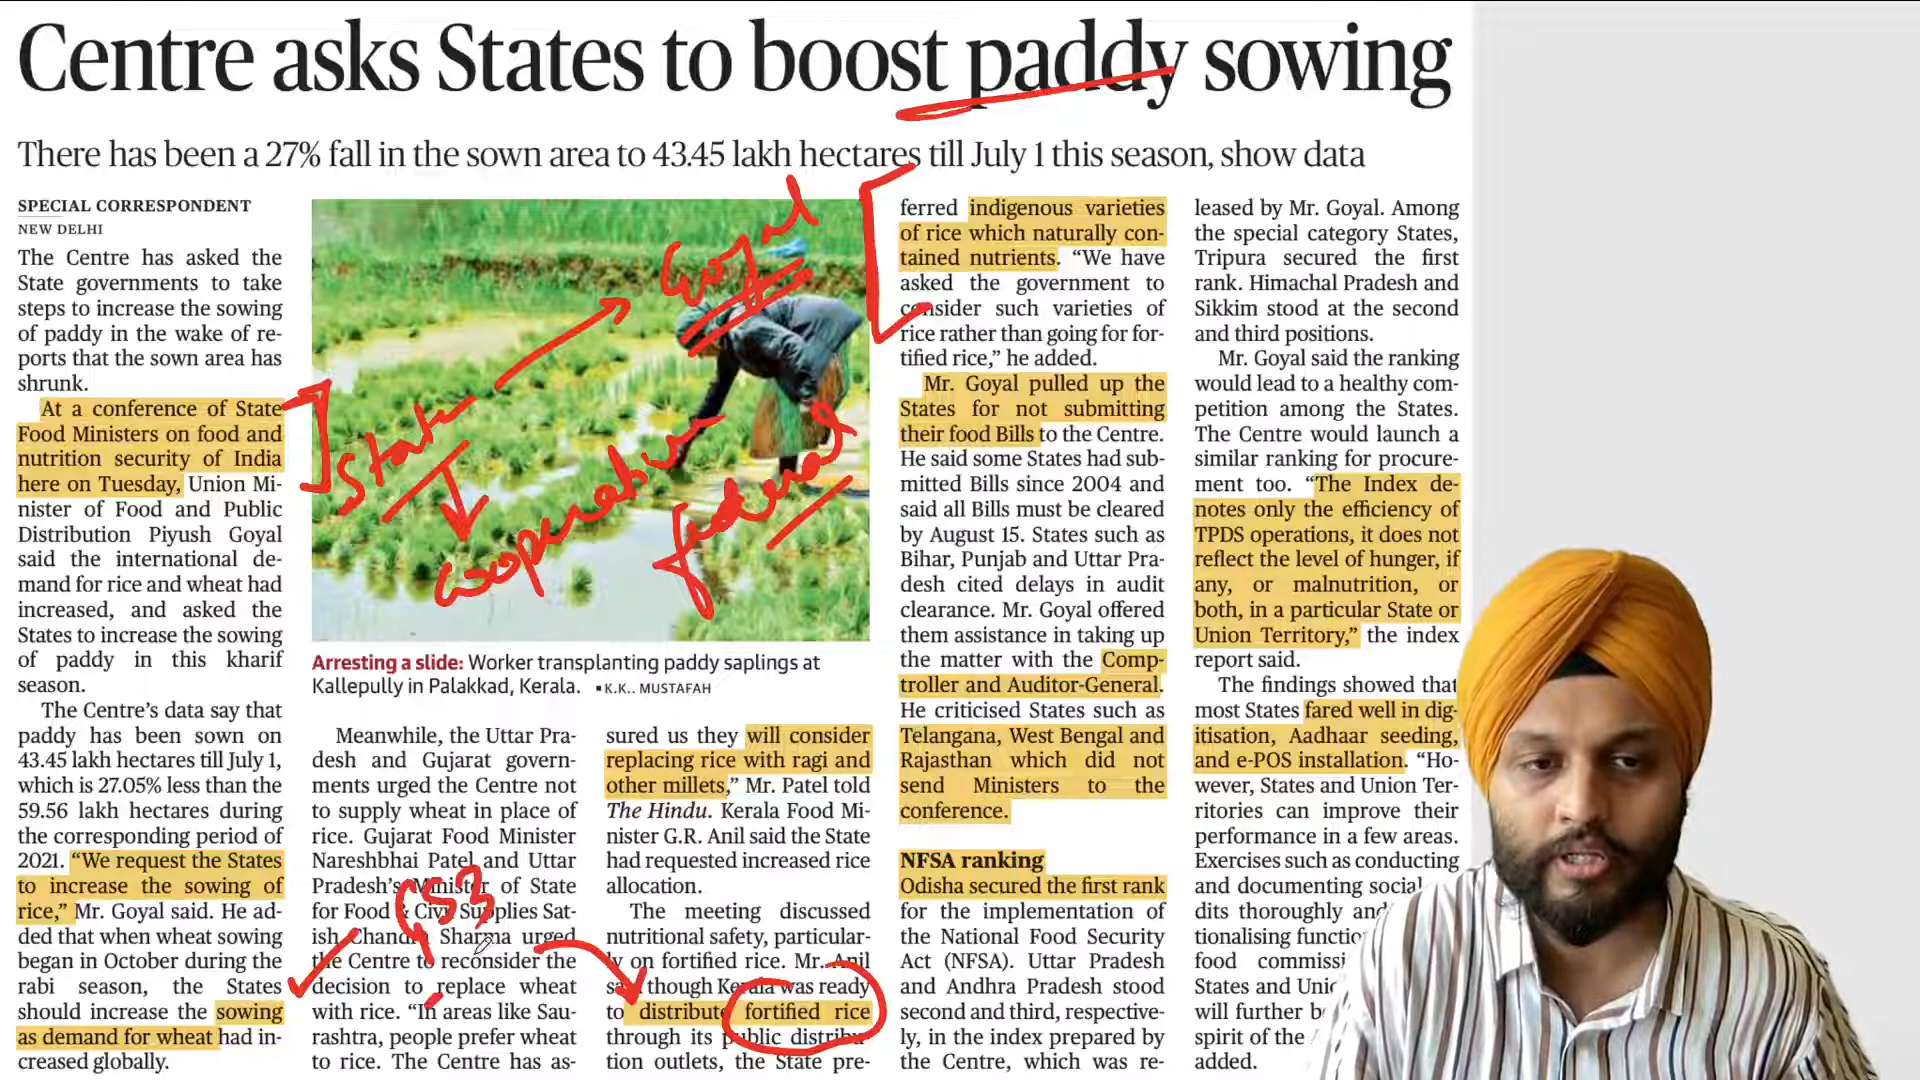 Centre asks States to boost paddy sowing
There has been a 27% fall in the sown area to 43.45 lakh hectares till July 1 this season, show data
SPECIAL CORRESPONDENT
NEW DELHI
The Centre has asked the
State governments to take
steps to increase the sowing
of paddy in the wake of re-
ports that the sown area has
shrunk.
At a conference of State
Food Ministers on food and
nutrition security of India
here on Tuesday, Union Mi-
nister of Food and Public
Distribution Piyush Goyal
said the international de-
mand for rice and wheat had
increased, and asked the
States to increase the sowing
of paddy in this kharif
season.
The Centre's data say that
paddy has been sown on
43.45 lakh hectares till July 1,
which is 27.05% less than the
59.56 lakh hectares during
the corresponding period of
2021. "We request the States
to increase the sowing of
rice," Mr. Goyal said. He ad-
ded that when wheat sowing
began in October during the
rabi season, the States
should increase the sowing
as demand for wheat had in-
creased globally.
Goyal
State
cooperative
federal
Arresting a slide: Worker transplanting paddy saplings at
Kallepully in Palakkad, Kerala. ▪ K.K.. MUSTAFAH
Meanwhile, the Uttar Pra-
desh and Gujarat govern-
ments urged the Centre not
to supply wheat in place of
rice. Gujarat Food Minister
Nareshbhai Patel and Uttar
Pradesh's Minister of State
for Food & Civil Supplies Sat-
ish Chandra Sharma urged
the Centre to reconsider the
decision to replace wheat
with rice. "In areas like Sau-
rashtra, people prefer wheat
to rice. The Centre has as-
GS3
sured us they will consider
replacing rice with ragi and
other millets," Mr. Patel told
The Hindu. Kerala Food Mi-
nister G.R. Anil said the State
had requested increased rice
allocation.
The meeting discussed
nutritional safety, particular-
ly on fortified rice. Mr. Anil
said though Kerala was ready
to distribute fortified rice
through its public distribu-
tion outlets, the State pre-
ferred indigenous varieties
of rice which naturally con-
tained nutrients. "We have
asked the government to
consider such varieties of
rice rather than going for for-
tified rice," he added.
Mr. Goyal pulled up the
States for not submitting
their food Bills to the Centre.
He said some States had sub-
mitted Bills since 2004 and
said all Bills must be cleared
by August 15. States such as
Bihar, Punjab and Uttar Pra-
desh cited delays in audit
clearance. Mr. Goyal offered
them assistance in taking up
the matter with the Comp-
troller and Auditor-General.
He criticised States such as
Telangana, West Bengal and
Rajasthan which did not
send Ministers to the
conference.
NFSA ranking
Odisha secured the first rank
for the implementation of
the National Food Security
Act (NFSA). Uttar Pradesh
and Andhra Pradesh stood
second and third, respective-
ly, in the index prepared by
the Centre, which was re-
leased by Mr. Goyal. Among
the special category States,
Tripura secured the first
rank. Himachal Pradesh and
Sikkim stood at the second
and third positions.
Mr. Goyal said the ranking
would lead to a healthy com-
petition among the States.
The Centre would launch a
similar ranking for procure-
ment too. "The Index de-
notes only the efficiency of
TPDS operations, it does not
reflect the level of hunger, if
any, or malnutrition, or
both, in a particular State or
Union Territory," the index
report said.
The findings showed that
most States fared well in dig-
itisation, Aadhaar seeding,
and e-POS installation. "Ho-
wever, States and Union Ter-
ritories can improve their
performance in a few areas.
Exercises such as conducting
and documenting social
dits thoroughly and
tionalising
food
States and
will further
spirit of the
added.